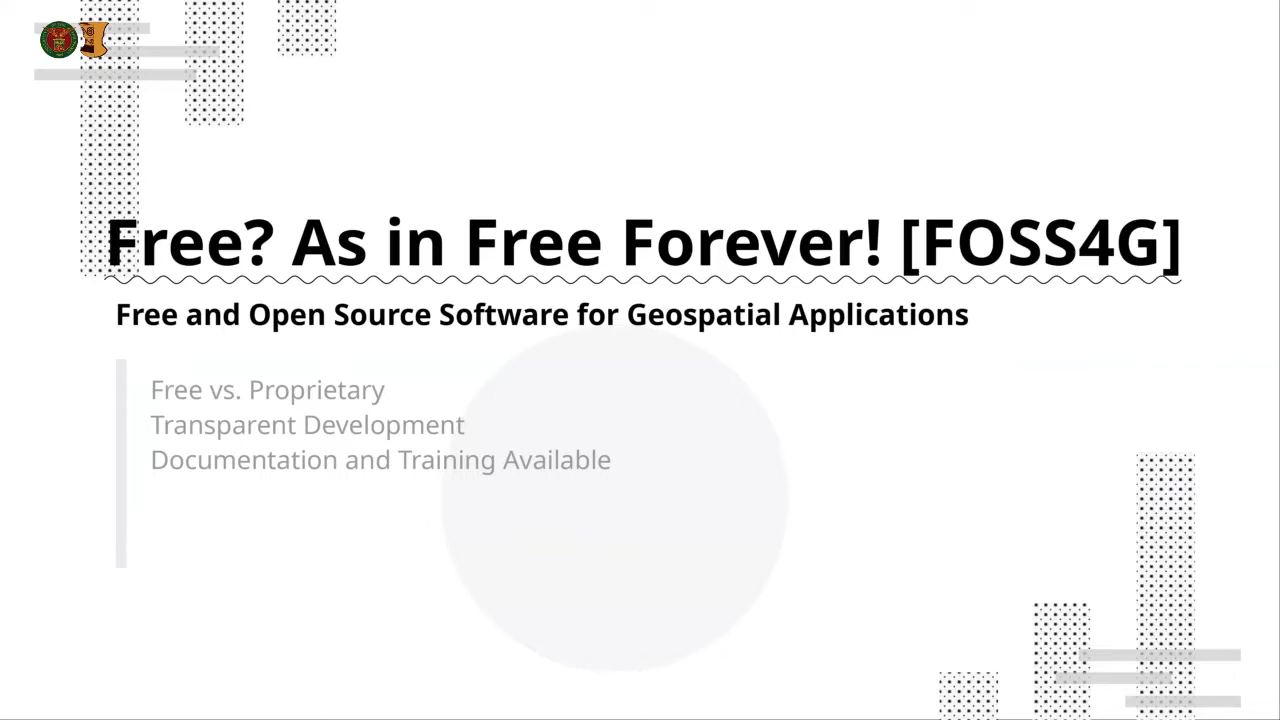 Free? As in Free Forever! [FOSS4G]
Free and Open Source Software for Geospatial Applications
Free vs. Proprietary
Transparent Development
Documentation and Training Available